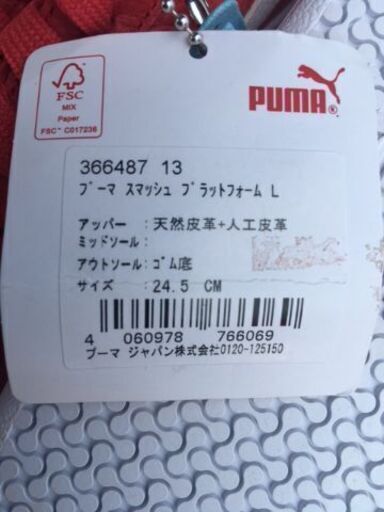 FSC
MIX
Paper
FSC™ C017236
PUMA®
366487 13
ﾌﾟｰﾏ ｽﾏｯｼｭ ﾌﾟﾗｯﾄﾌｫｰﾑ L
アッパー :天然皮革+人工皮革
ミッドソール:
アウトソール:ｺﾞﾑ底
サイズ :24.5 CM
4 060978 766069
プーマ ジャパン株式会社0120-125150